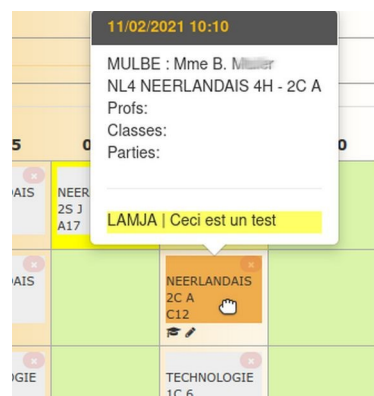 11/02/2021 10:10
MULBE : Mme B.
NL4 NEERLANDAIS 4H - 2C A
Profs:
Classes:
Parties:
LAMJA | Ceci est un test
5
0
0
AIS
NEER
2S J
A17
AIS
NEERLANDAIS
2C A
C12
OGIE
TECHNOLOGIE
1C 6